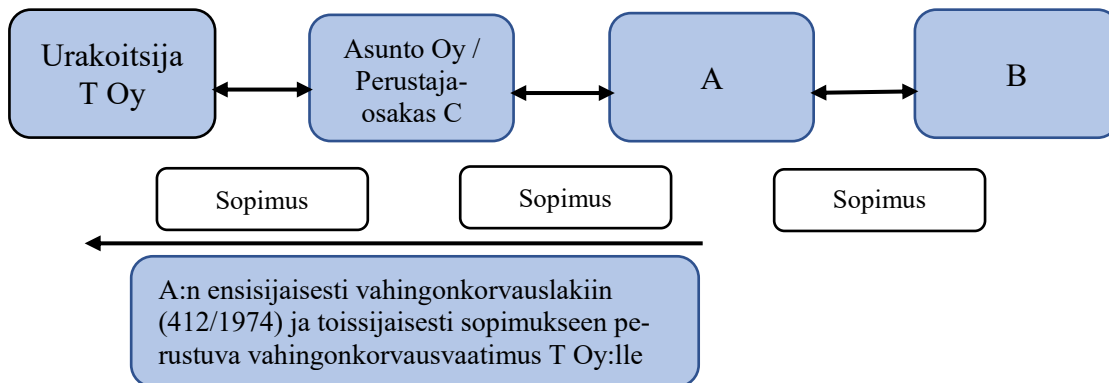 Urakoitsija
T Oy
Asunto Oy /
Perustaja-
osakas C
A
B
Sopimus
Sopimus
Sopimus
A:n ensisijaisesti vahingonkorvauslakiin
(412/1974) ja toissijaisesti sopimukseen pe-
rustuva vahingonkorvausvaatimus T Oy:lle